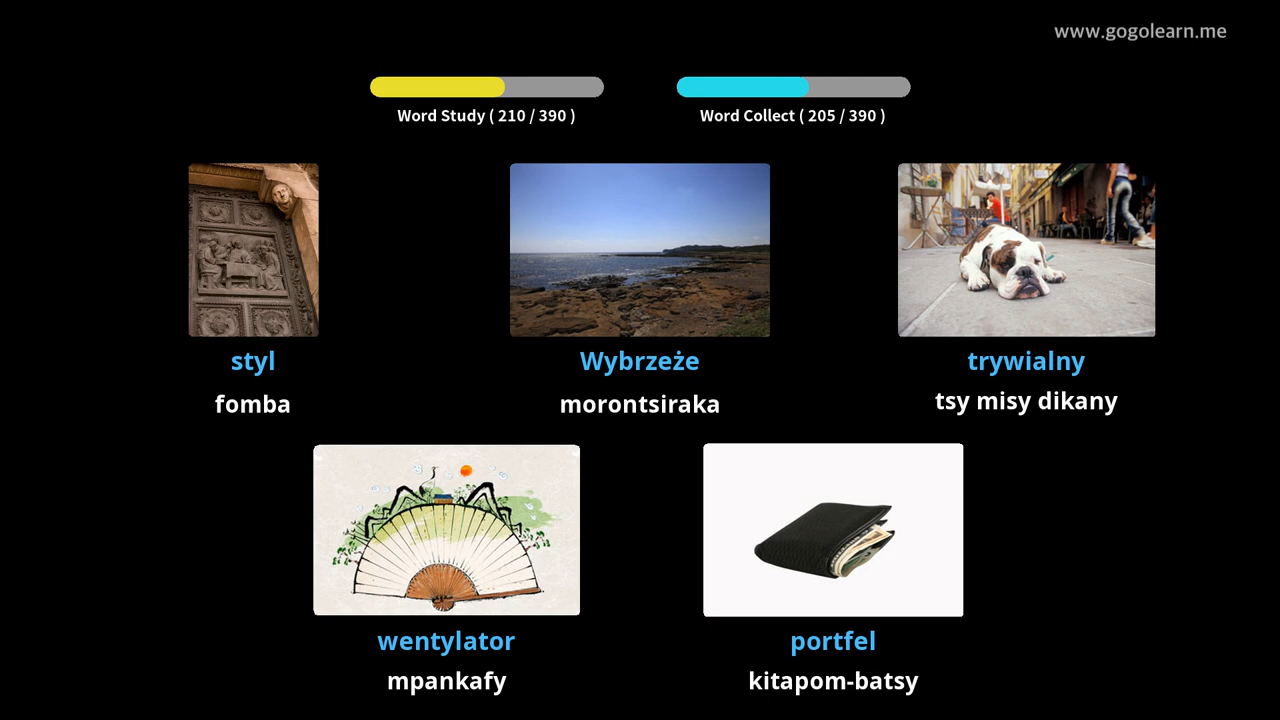 www.gogolearn.me
Word Study ( 210 / 390 )
Word Collect ( 205 / 390 )
styl
fomba
Wybrzeże
morontsiraka
trywialny
tsy misy dikany
wentylator
mpankafy
portfel
kitapom-batsy